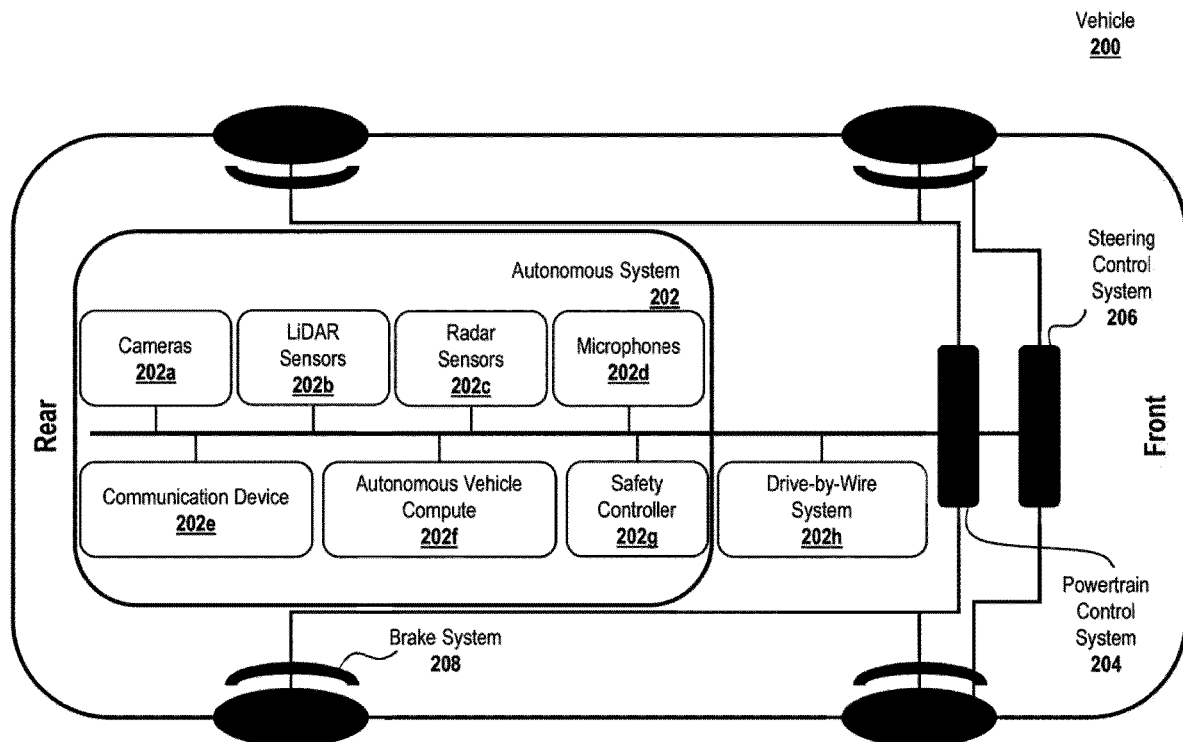 Vehicle
200
Steering
Control
System
206
Autonomous System
202
Cameras
202a
LiDAR
Sensors
202b
Radar
Sensors
202c
Microphones
202d
Rear
Front
Communication Device
202e
Autonomous Vehicle
Compute
202f
Safety
Controller
202g
Drive-by-Wire
System
202h
Powertrain
Control
System
204
Brake System
208